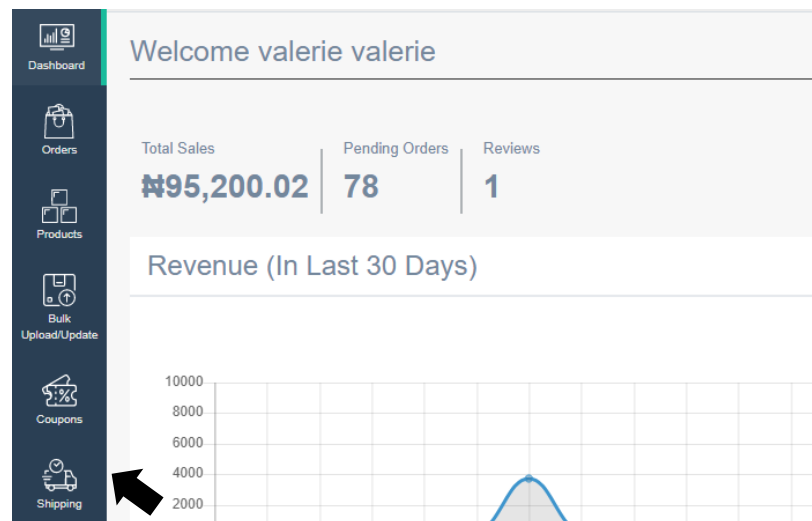 Dashboard
Orders
Products
Bulk
Upload/Update
Coupons
Shipping
Welcome valerie valerie
Total Sales
₦95,200.02
Pending Orders
78
Reviews
1
Revenue (In Last 30 Days)
10000
8000
6000
4000
2000